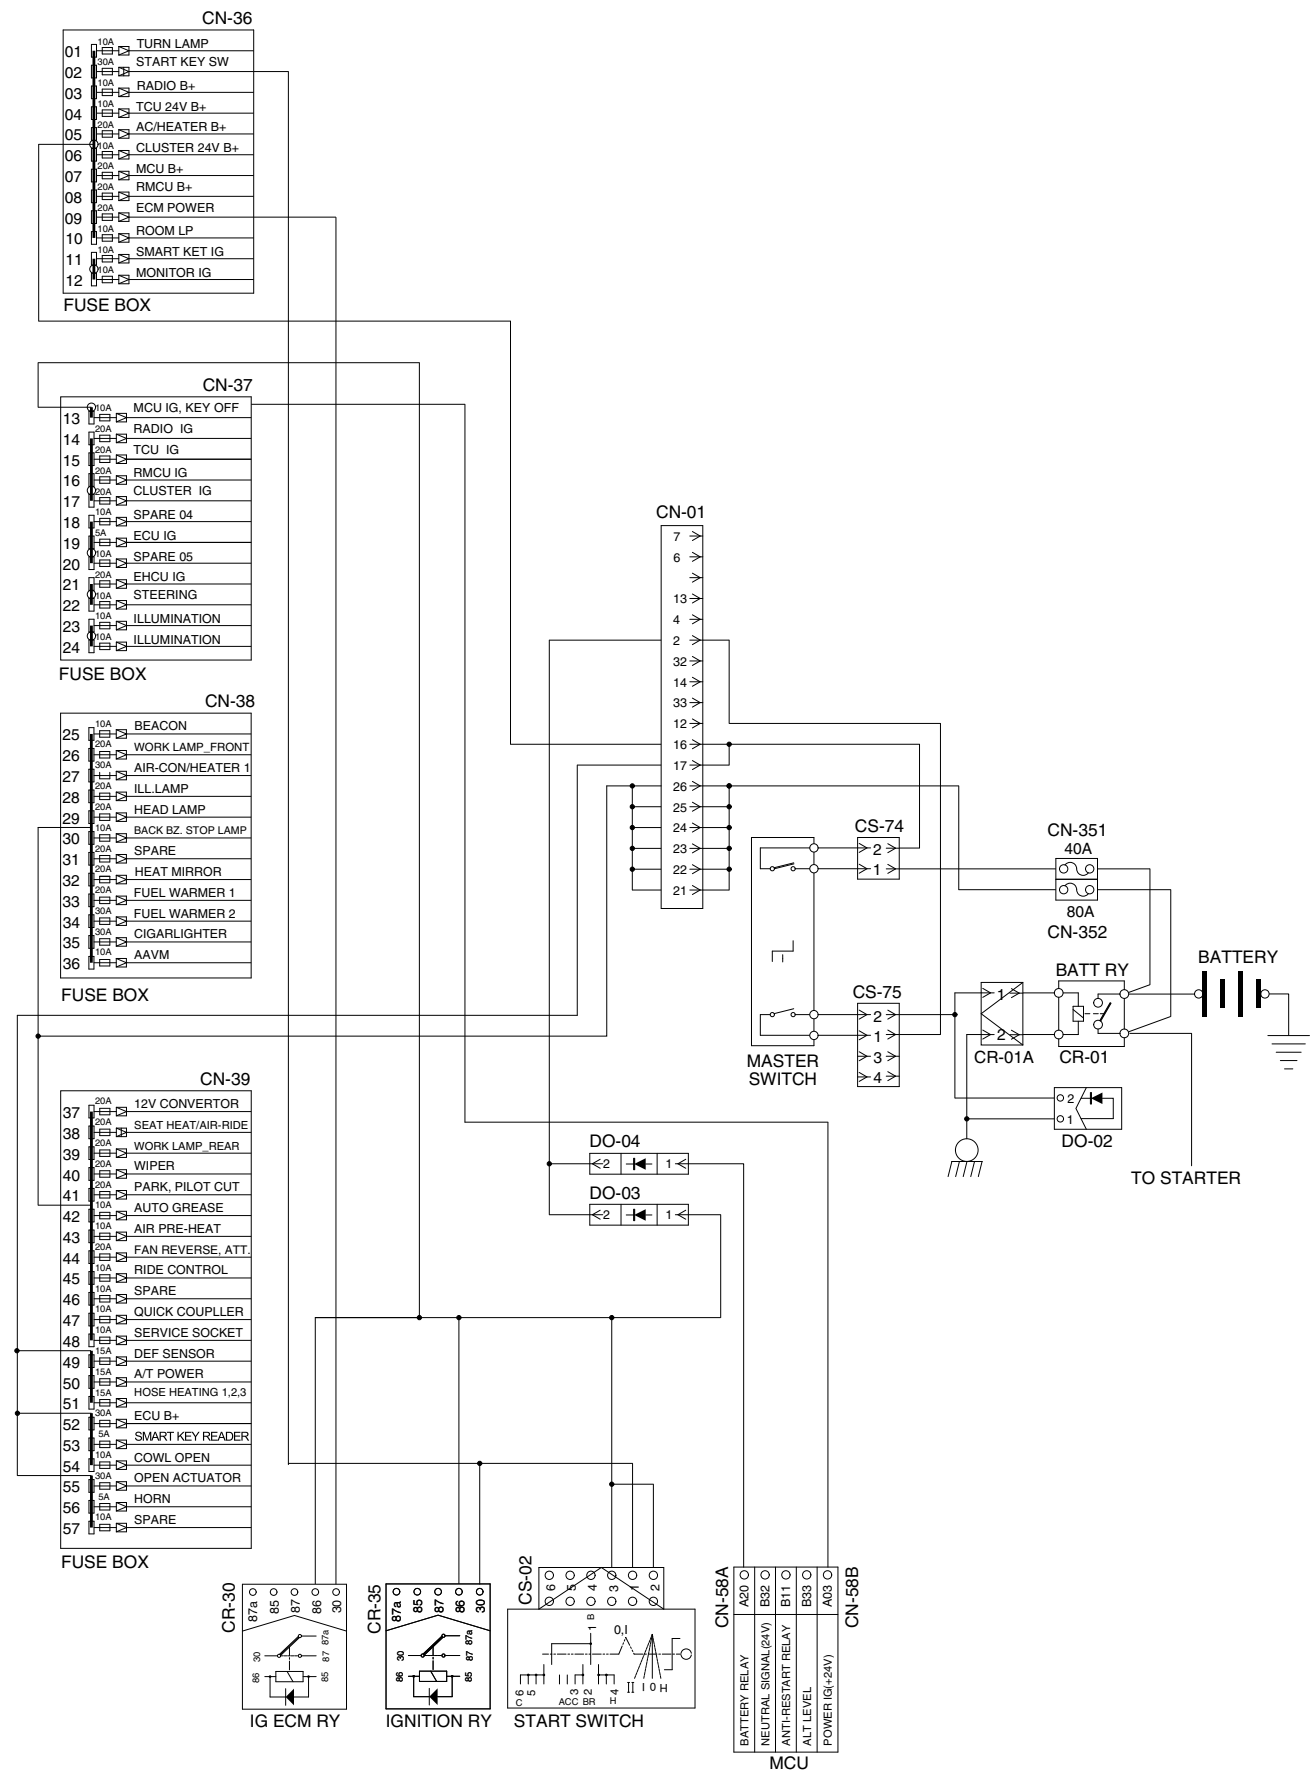 CN-36
01 10A TURN LAMP
02 30A START KEY SW
03 10A RADIO B+
04 10A TCU 24V B+
05 20A AC/HEATER B+
06 10A CLUSTER 24V B+
07 20A MCU B+
08 20A RMCU B+
09 20A ECM POWER
10 10A ROOM LP
11 10A SMART KET IG
12 10A MONITOR IG
FUSE BOX
CN-37
13 10A MCU IG, KEY OFF
14 20A RADIO IG
15 20A TCU IG
16 20A RMCU IG
17 20A CLUSTER IG
18 10A SPARE 04
19 5A ECU IG
20 10A SPARE 05
21 20A EHCU IG
22 10A STEERING
23 10A ILLUMINATION
24 10A ILLUMINATION
FUSE BOX
CN-38
25 10A BEACON
26 20A WORK LAMP_FRONT
27 30A AIR-CON/HEATER 1
28 20A ILL.LAMP
29 20A HEAD LAMP
30 10A BACK BZ. STOP LAMP
31 20A SPARE
32 20A HEAT MIRROR
33 20A FUEL WARMER 1
34 30A FUEL WARMER 2
35 30A CIGARLIGHTER
36 10A AAVM
FUSE BOX
CN-39
37 20A 12V CONVERTOR
38 20A SEAT HEAT/AIR-RIDE
39 20A WORK LAMP_REAR
40 20A WIPER
41 20A PARK, PILOT CUT
42 10A AUTO GREASE
43 10A AIR PRE-HEAT
44 20A FAN REVERSE, ATT.
45 10A RIDE CONTROL
46 10A SPARE
47 10A QUICK COUPLLER
48 10A SERVICE SOCKET
49 15A DEF SENSOR
50 15A A/T POWER
51 15A HOSE HEATING 1,2,3
52 30A ECU B+
53 5A SMART KEY READER
54 10A COWL OPEN
55 30A OPEN ACTUATOR
56 5A HORN
57 10A SPARE
FUSE BOX
CN-01
7
6
13
4
2
32
14
33
12
16
17
26
25
24
23
22
21
CS-74
2
1
CN-351
40A
80A
CN-352
MASTER
SWITCH
CS-75
2
1
3
4
1
2
CR-01A
BATT RY
CR-01
BATTERY
2
1
DO-02
TO STARTER
DO-04
2 1
DO-03
2 1
CR-30
87a 85 87 86 30
30 87a 87
86 85
IG ECM RY
CR-35
87a 85 87 86 30
30 87a 87
86 85
IGNITION RY
CS-02
6 5 4 3 1 2
1 B
0,I
II I 0 H
6 5 3 2 4
C ACC BR H
START SWITCH
CN-58A
A20 B32 B11 B33 A03
CN-58B
BATTERY RELAY
NEUTRAL SIGNAL(24V)
ANTI-RESTART RELAY
ALT LEVEL
POWER IG(+24V)
MCU